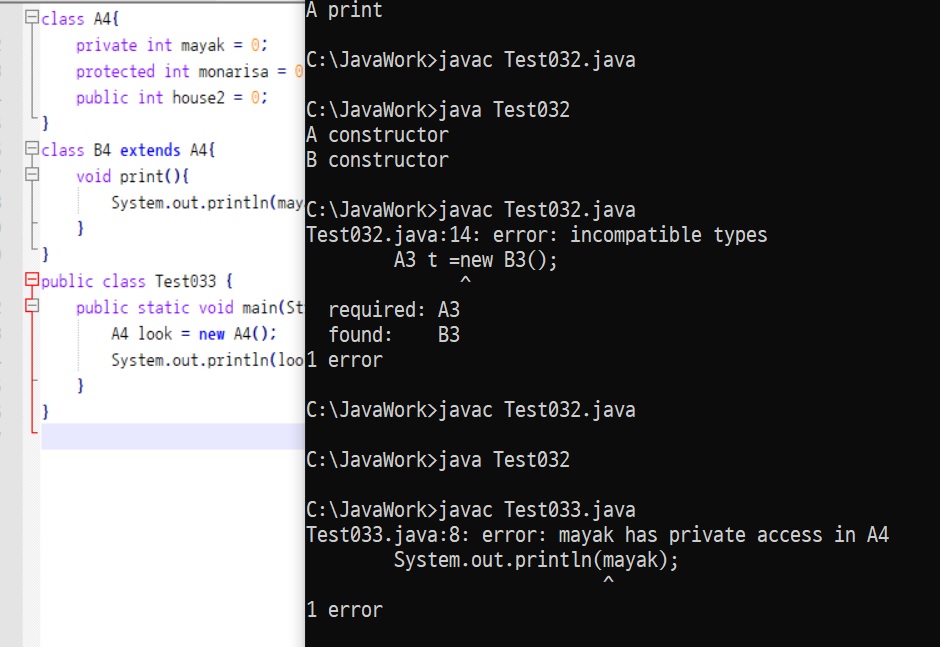 class A4{
private int mayak = 0;
protected int monarisa = 0
public int house2 = 0;
}
class B4 extends A4{
void print(){
System.out.println(may
}
}
public class Test033 {
public static void main(St
A4 look = new A4();
System.out.println(loo
}
}
A print
C:\JavaWork>javac Test032.java
C:\JavaWork>java Test032
A constructor
B constructor
C:\JavaWork>javac Test032.java
Test032.java:14: error: incompatible types
A3 t =new B3();
^
required: A3
found:    B3
1 error
C:\JavaWork>javac Test032.java
C:\JavaWork>java Test032
C:\JavaWork>javac Test033.java
Test033.java:8: error: mayak has private access in A4
System.out.println(mayak);
^
1 error